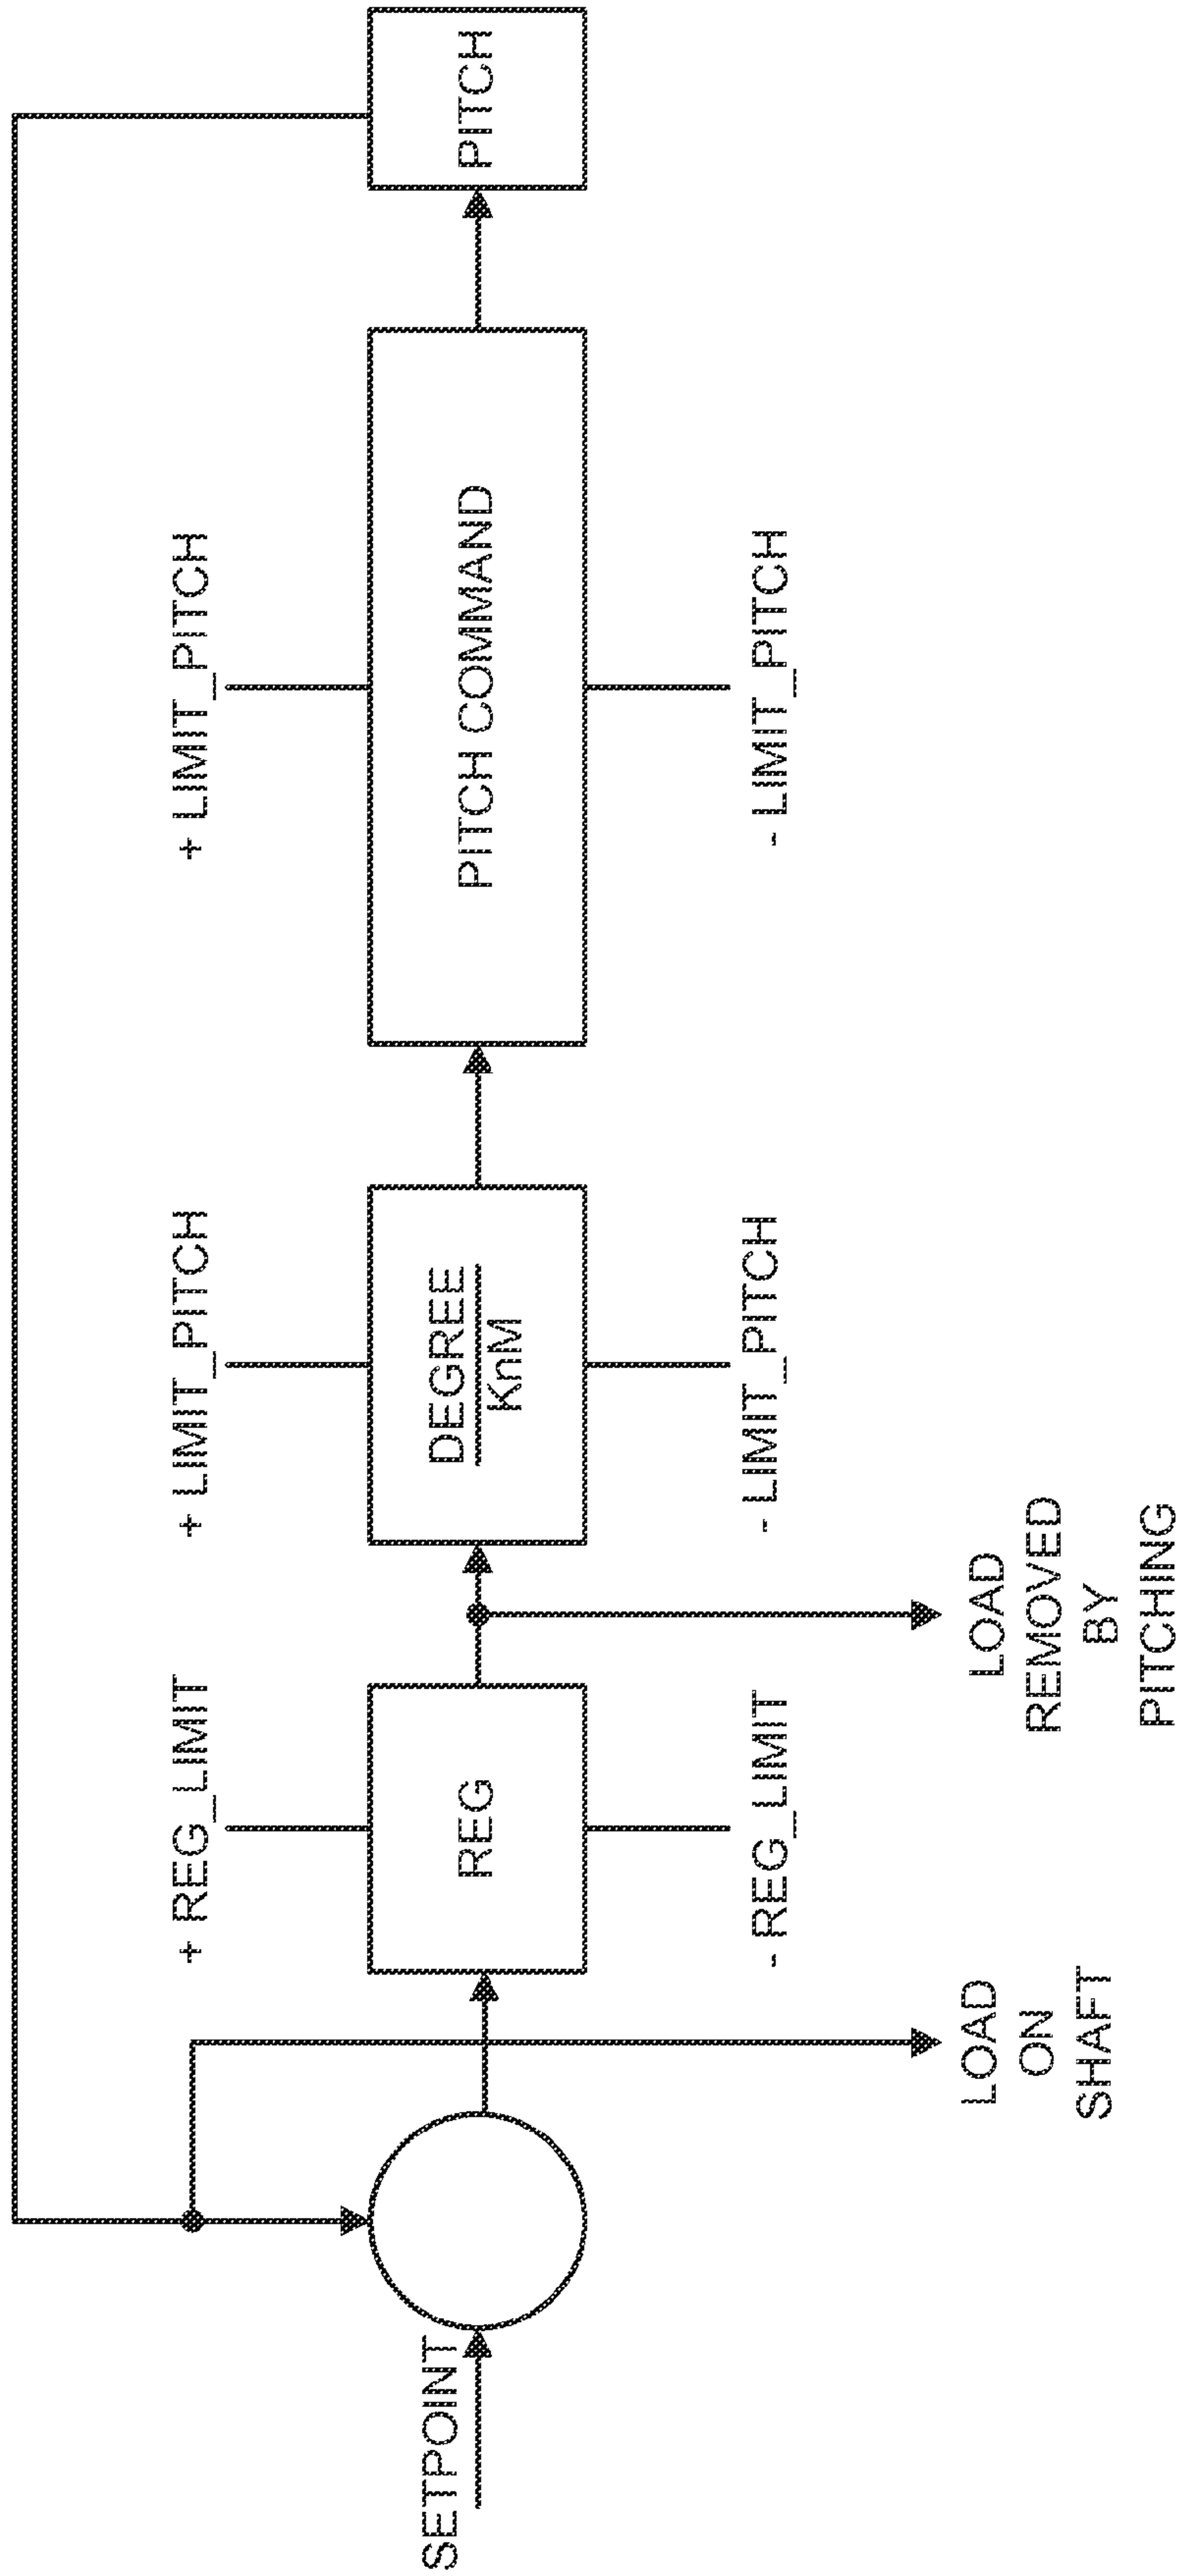 SETPOINT
+ REG_LIMIT
REG
- REG_LIMIT
LOAD
ON
SHAFT
+ LIMIT_PITCH
DEGREE
KnM
- LIMIT_PITCH
LOAD
REMOVED
BY
PITCHING
+ LIMIT_PITCH
PITCH COMMAND
- LIMIT_PITCH
PITCH